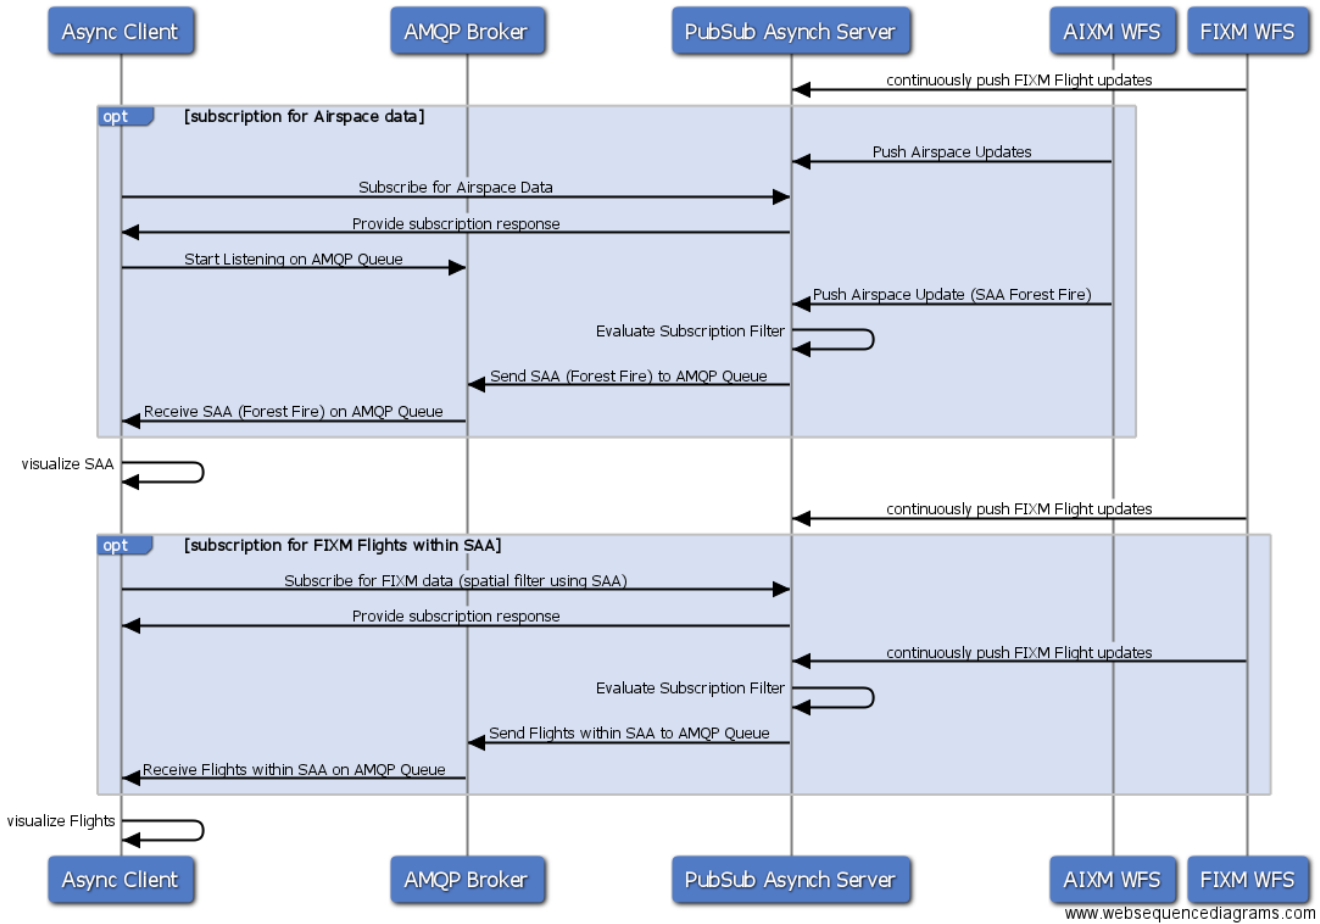 Async Client
AMQP Broker
PubSub Asynch Server
AIXM WFS
FIXM WFS
continuously push FIXM Flight updates
opt
[subscription for Airspace data]
Push Airspace Updates
Subscribe for Airspace Data
Provide subscription response
Start Listening on AMQP Queue
Push Airspace Update (SAA Forest Fire)
Evaluate Subscription Filter
Send SAA (Forest Fire) to AMQP Queue
Receive SAA (Forest Fire) on AMQP Queue
visualize SAA
continuously push FIXM Flight updates
opt
[subscription for FIXM Flights within SAA]
Subscribe for FIXM data (spatial filter using SAA)
Provide subscription response
continuously push FIXM Flight updates
Evaluate Subscription Filter
Send Flights within SAA to AMQP Queue
Receive Flights within SAA on AMQP Queue
visualize Flights
Async Client
AMQP Broker
PubSub Asynch Server
AIXM WFS
FIXM WFS
www.websequencediagrams.com